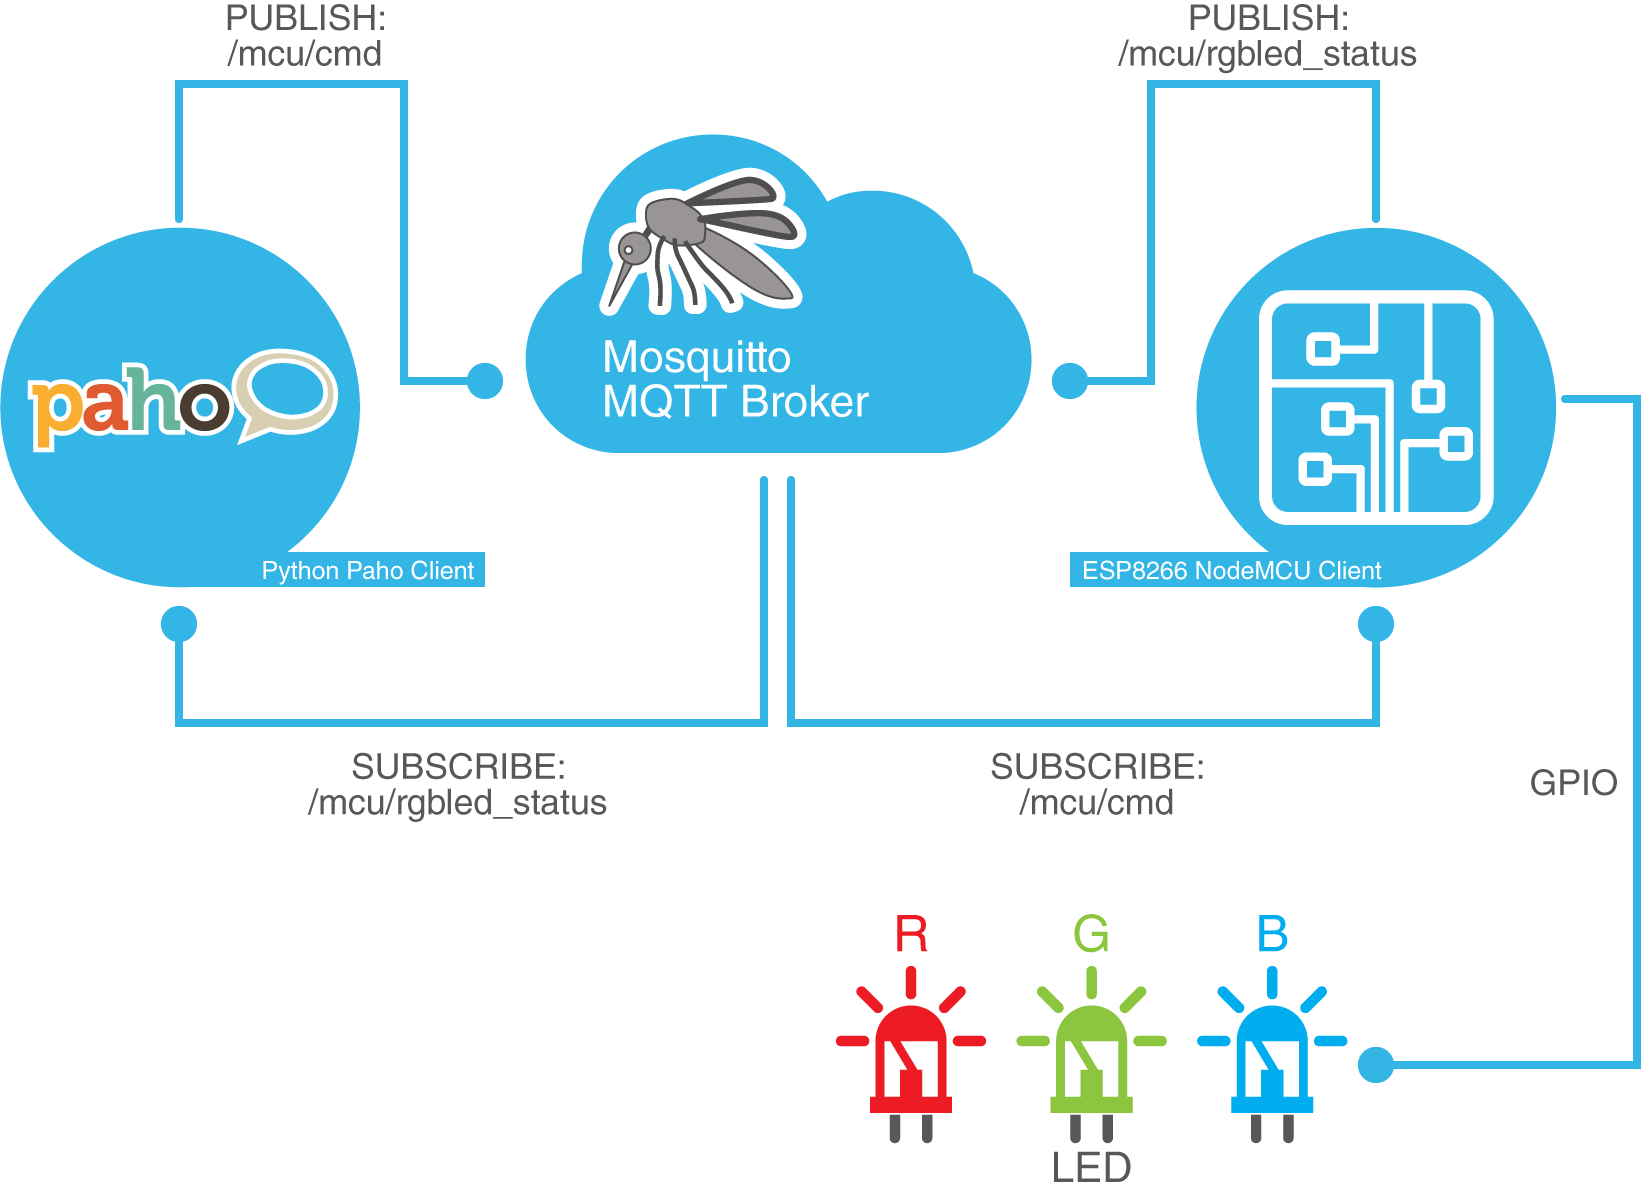 PUBLISH:
/mcu/cmd
PUBLISH:
/mcu/rgbled_status
paho
Mosquitto
MQTT Broker
Python Paho Client
ESP8266 NodeMCU Client
SUBSCRIBE:
/mcu/rgbled_status
SUBSCRIBE:
/mcu/cmd
GPIO
R
G
B
LED